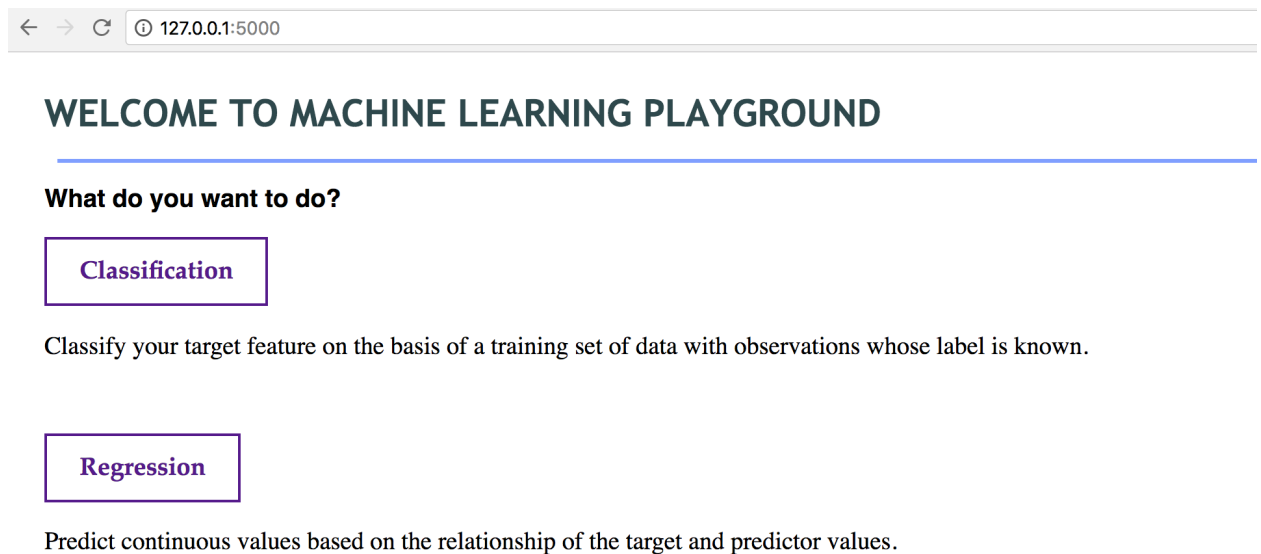 127.0.0.1:5000
WELCOME TO MACHINE LEARNING PLAYGROUND
What do you want to do?
Classification
Classify your target feature on the basis of a training set of data with observations whose label is known.
Regression
Predict continuous values based on the relationship of the target and predictor values.